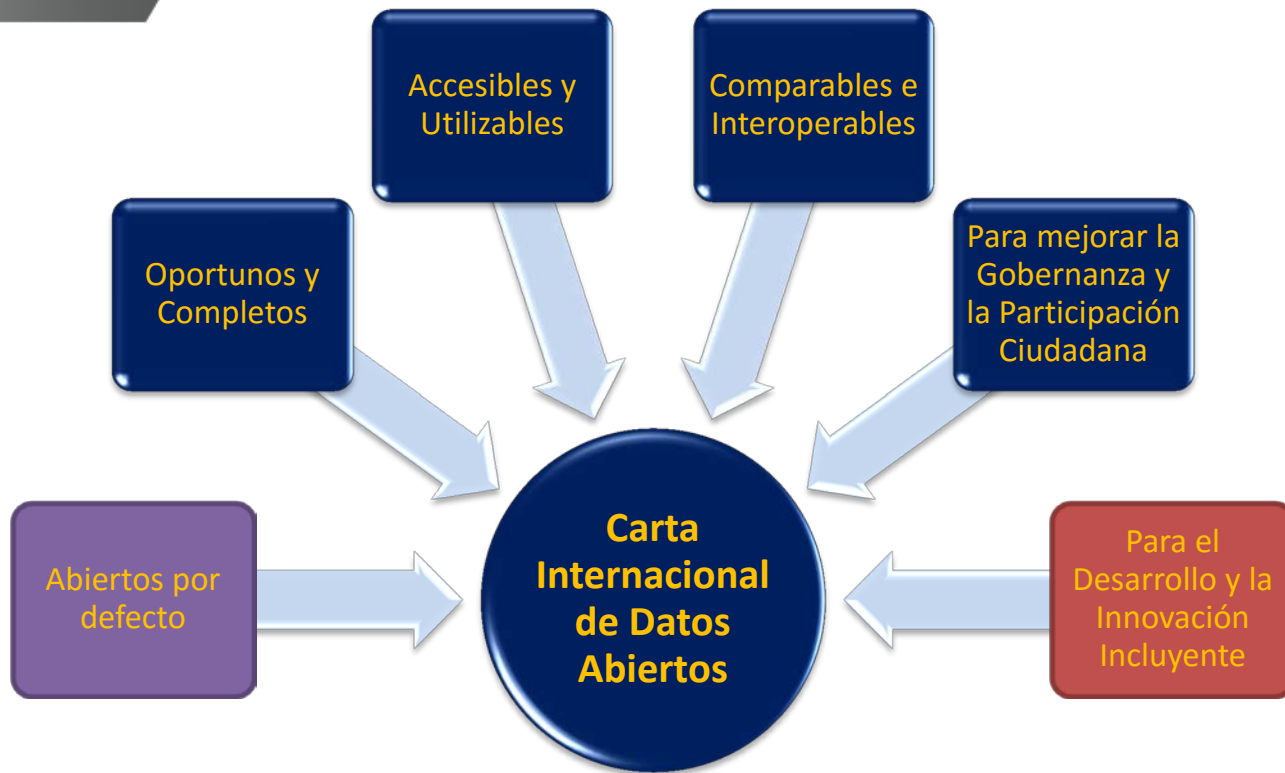 Accesibles y
Utilizables
Comparables e
Interoperables
Oportunos y
Completos
Para mejorar la
Gobernanza y
la Participación
Ciudadana
Abiertos por
defecto
Carta
Internacional
de Datos
Abiertos
Para el
Desarrollo y la
Innovación
Incluyente